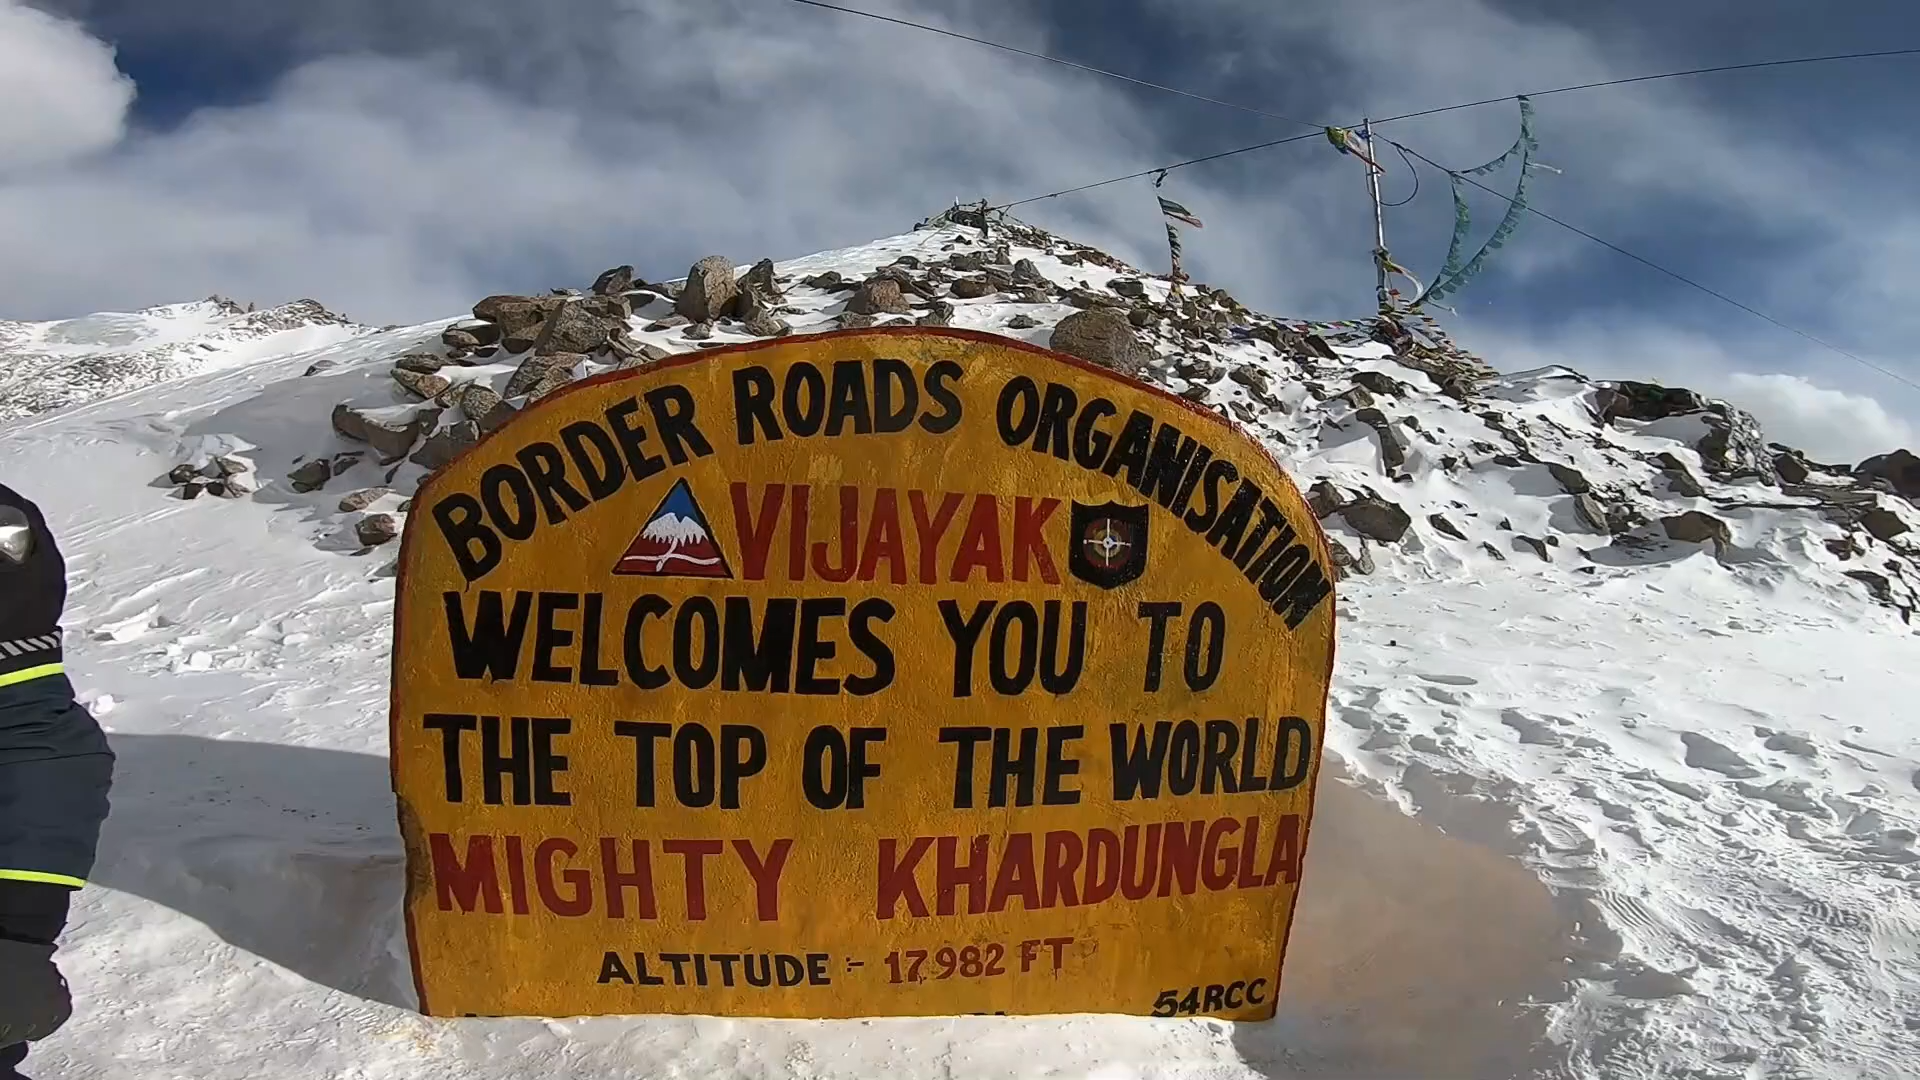 BORDER ROADS ORGANISATION
VIJAYAK
WELCOMES YOU TO
THE TOP OF THE WORLD
MIGHTY KHARDUNGLA
ALTITUDE :- 17982 FT
54RCC